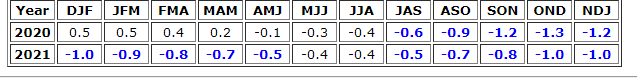 Year DJF JFM FMA MAM AMJ MJJ JJA JAS ASO SON OND NDJ
2020 0.5 0.5 0.4 0.2 -0.1 -0.3 -0.4 -0.6 -0.9 -1.2 -1.3 -1.2
2021 -1.0 -0.9 -0.8 -0.7 -0.5 -0.4 -0.4 -0.5 -0.7 -0.8 -1.0 -1.0